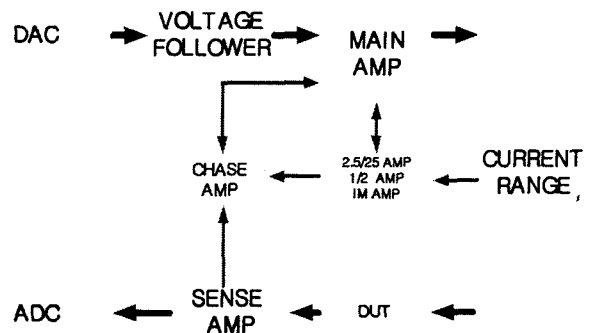 DAC
VOLTAGE
FOLLOWER
MAIN
AMP
CHASE
AMP
2.5/25 AMP
1/2 AMP
IM AMP
CURRENT
RANGE,
ADC
SENSE
AMP
DUT